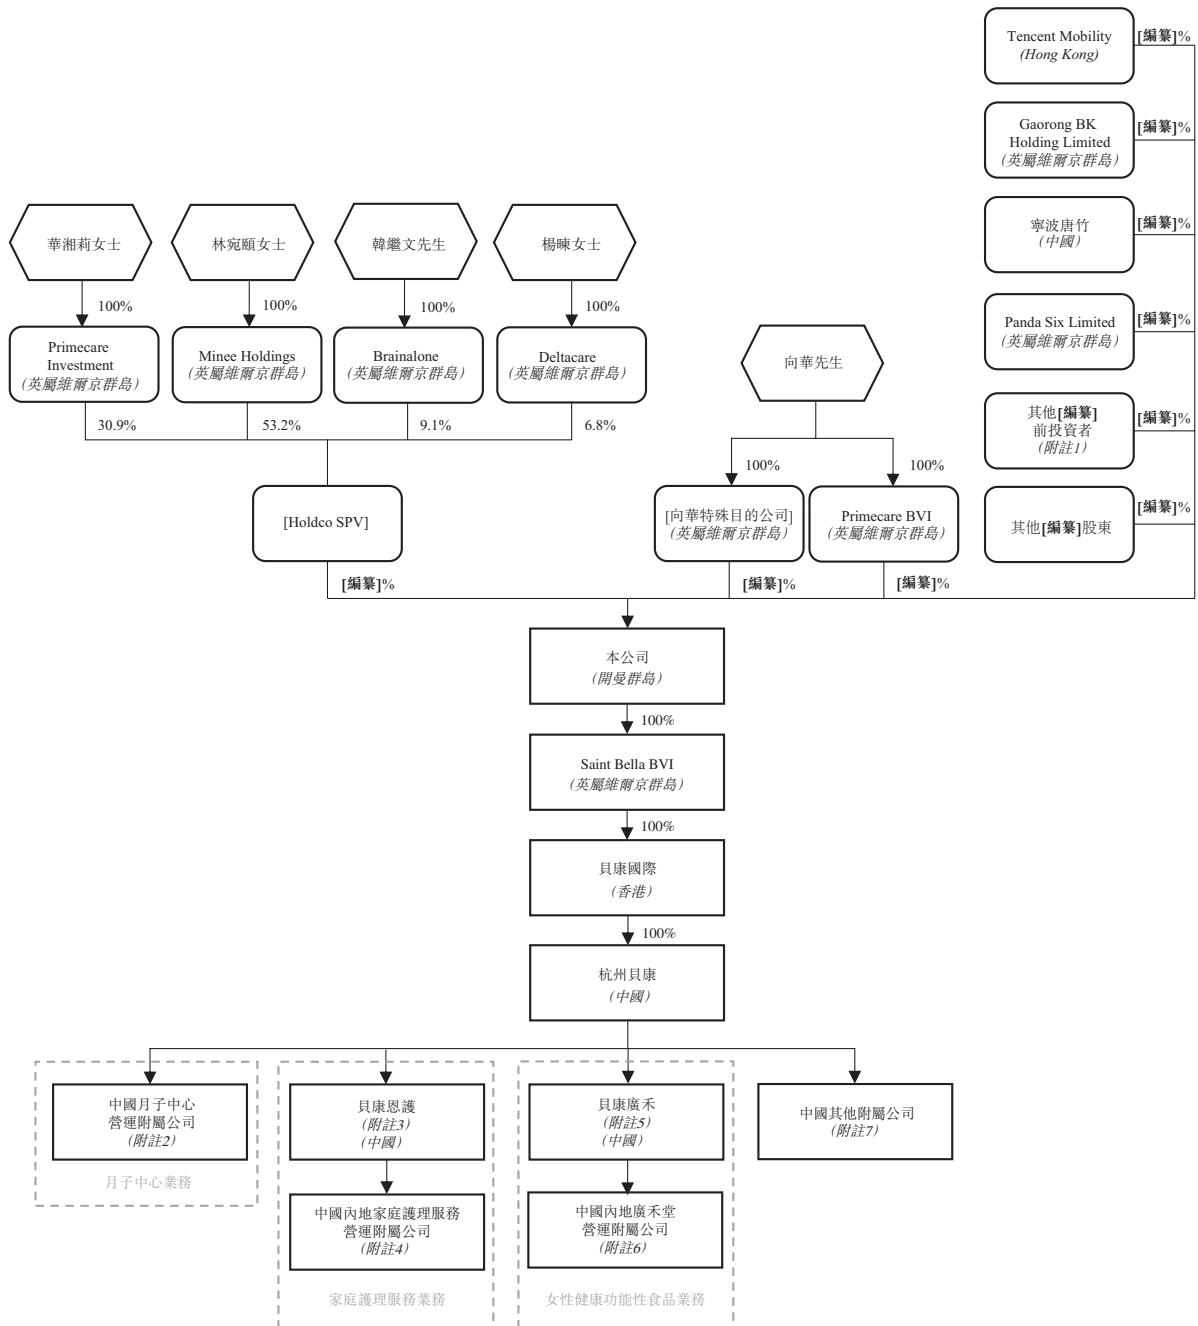 Tencent Mobility
(Hong Kong)
[編纂]%
Gaorong BK
Holding Limited
(英屬維爾京群島)
[編纂]%
寧波唐竹
(中國)
[編纂]%
Panda Six Limited
(英屬維爾京群島)
[編纂]%
其他[編纂]
前投資者
(附註1)
[編纂]%
其他[編纂]股東
[編纂]%
華湘莉女士
林宛頤女士
韓繼文先生
楊暕女士
100%
100%
100%
100%
Primecare
Investment
(英屬維爾京群島)
Minee Holdings
(英屬維爾京群島)
Brainalone
(英屬維爾京群島)
Deltacare
(英屬維爾京群島)
向華先生
30.9%
53.2%
9.1%
6.8%
100%
100%
[Holdco SPV]
[向華特殊目的公司]
(英屬維爾京群島)
Primecare BVI
(英屬維爾京群島)
[編纂]%
[編纂]%
[編纂]%
本公司
(開曼群島)
100%
Saint Bella BVI
(英屬維爾京群島)
100%
貝康國際
(香港)
100%
杭州貝康
(中國)
中國月子中心
營運附屬公司
(附註2)
月子中心業務
貝康恩護
(附註3)
(中國)
中國內地家庭護理服務
營運附屬公司
(附註4)
家庭護理服務業務
貝康廣禾
(附註5)
(中國)
中國內地廣禾堂
營運附屬公司
(附註6)
女性健康功能性食品業務
中國其他附屬公司
(附註7)